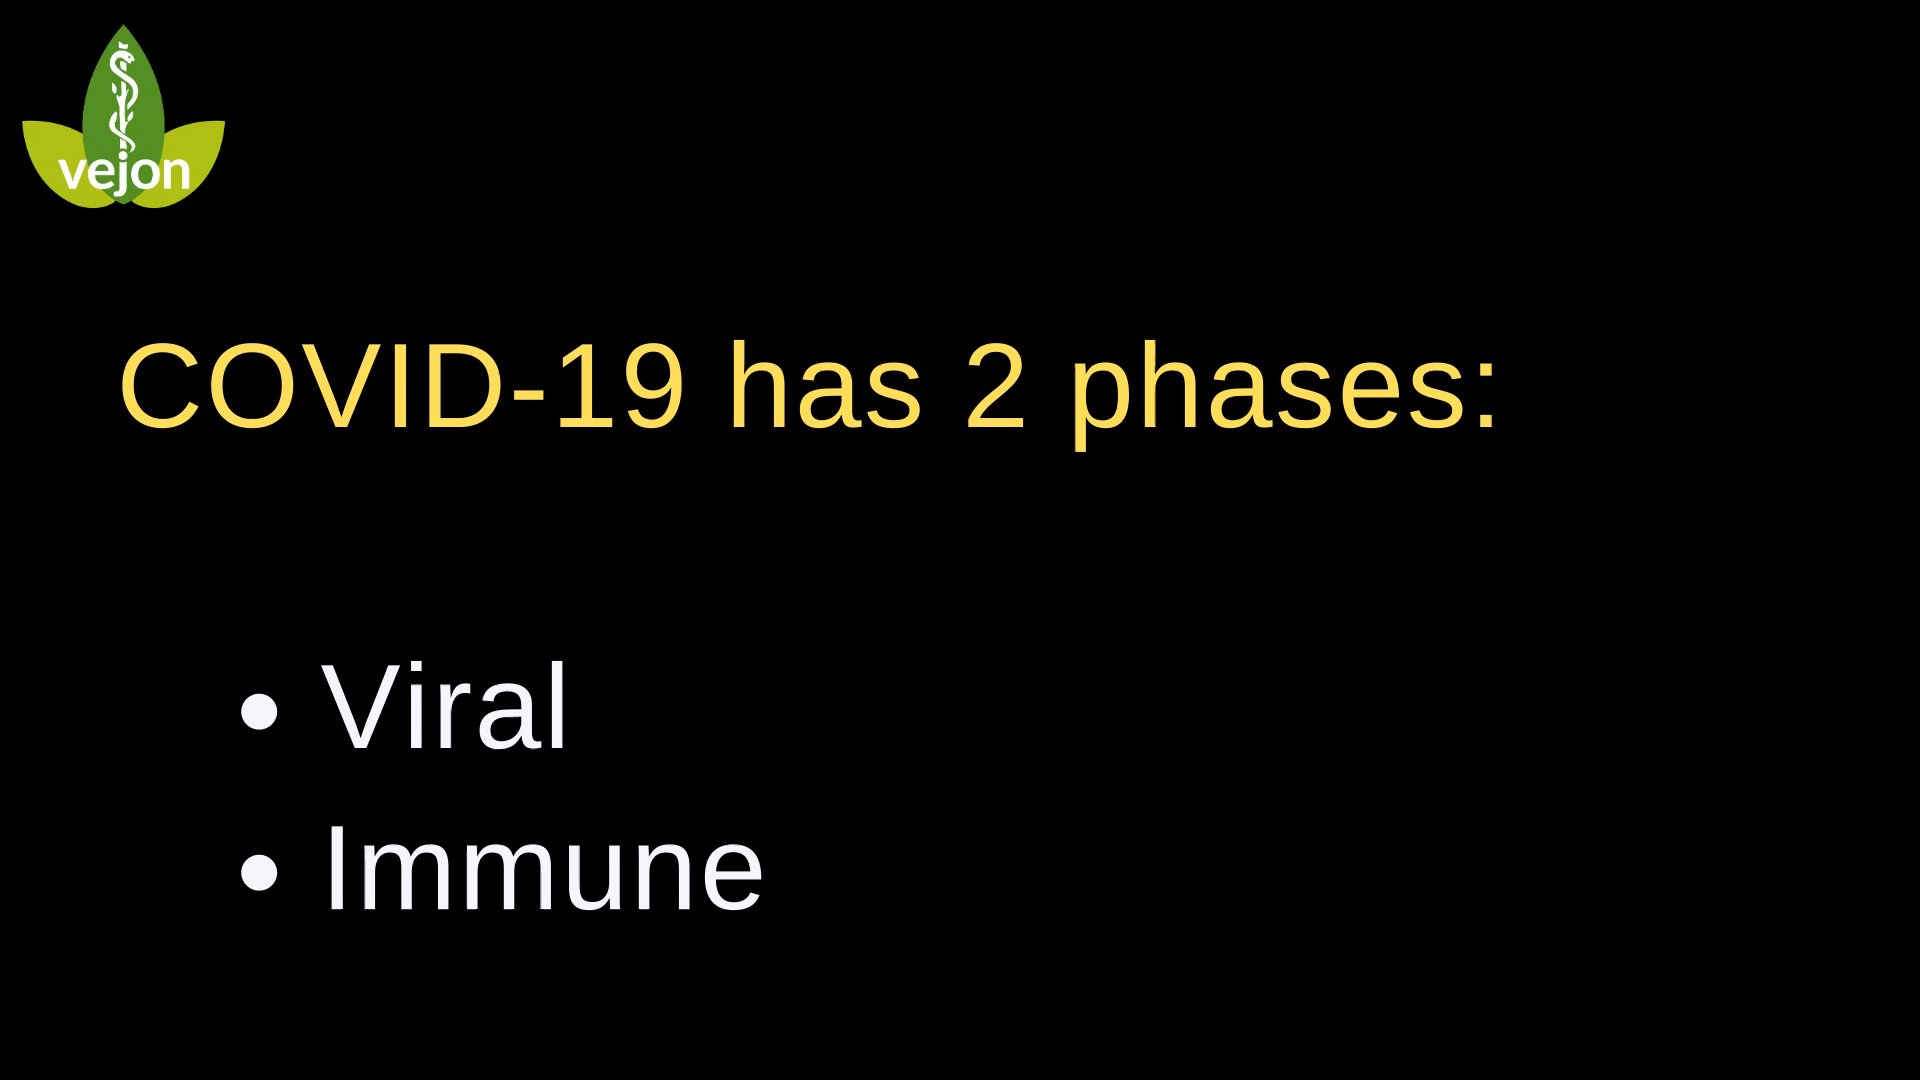 vejon
COVID-19 has 2 phases:
• Viral
• Immune